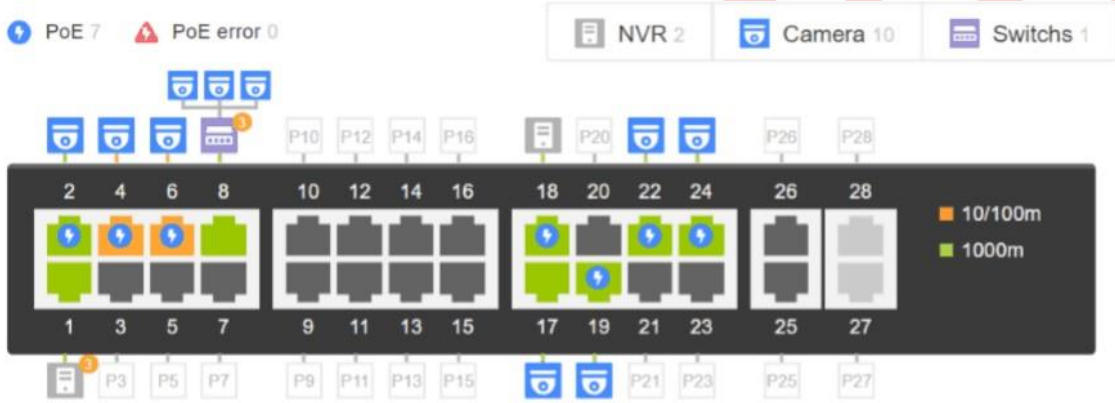 PoE 7 PoE error 0 NVR 2 Camera 10 Switchs 1
3
P10 P12 P14 P16 P20 P26 P28
2 4 6 8 10 12 14 16 18 20 22 24 26 28
10/100m
1000m
1 3 5 7 9 11 13 15 17 19 21 23 25 27
3
P3 P5 P7 P9 P11 P13 P15 P21 P23 P25 P27